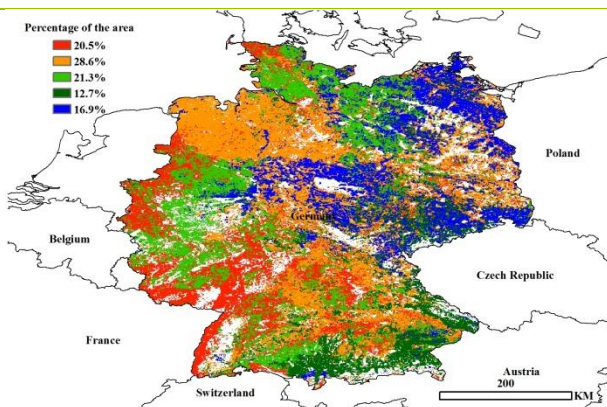 Percentage of the area
20.5%
28.6%
21.3%
12.7%
16.9%
Poland
Germany
Belgium
Czech Republic
France
Austria
200
KM
Switzerland